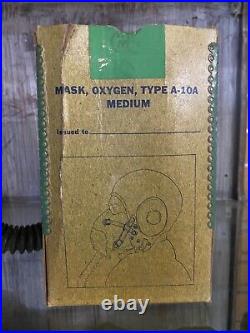 MASK, OXYGEN, TYPE A-10A
MEDIUM
Issued to